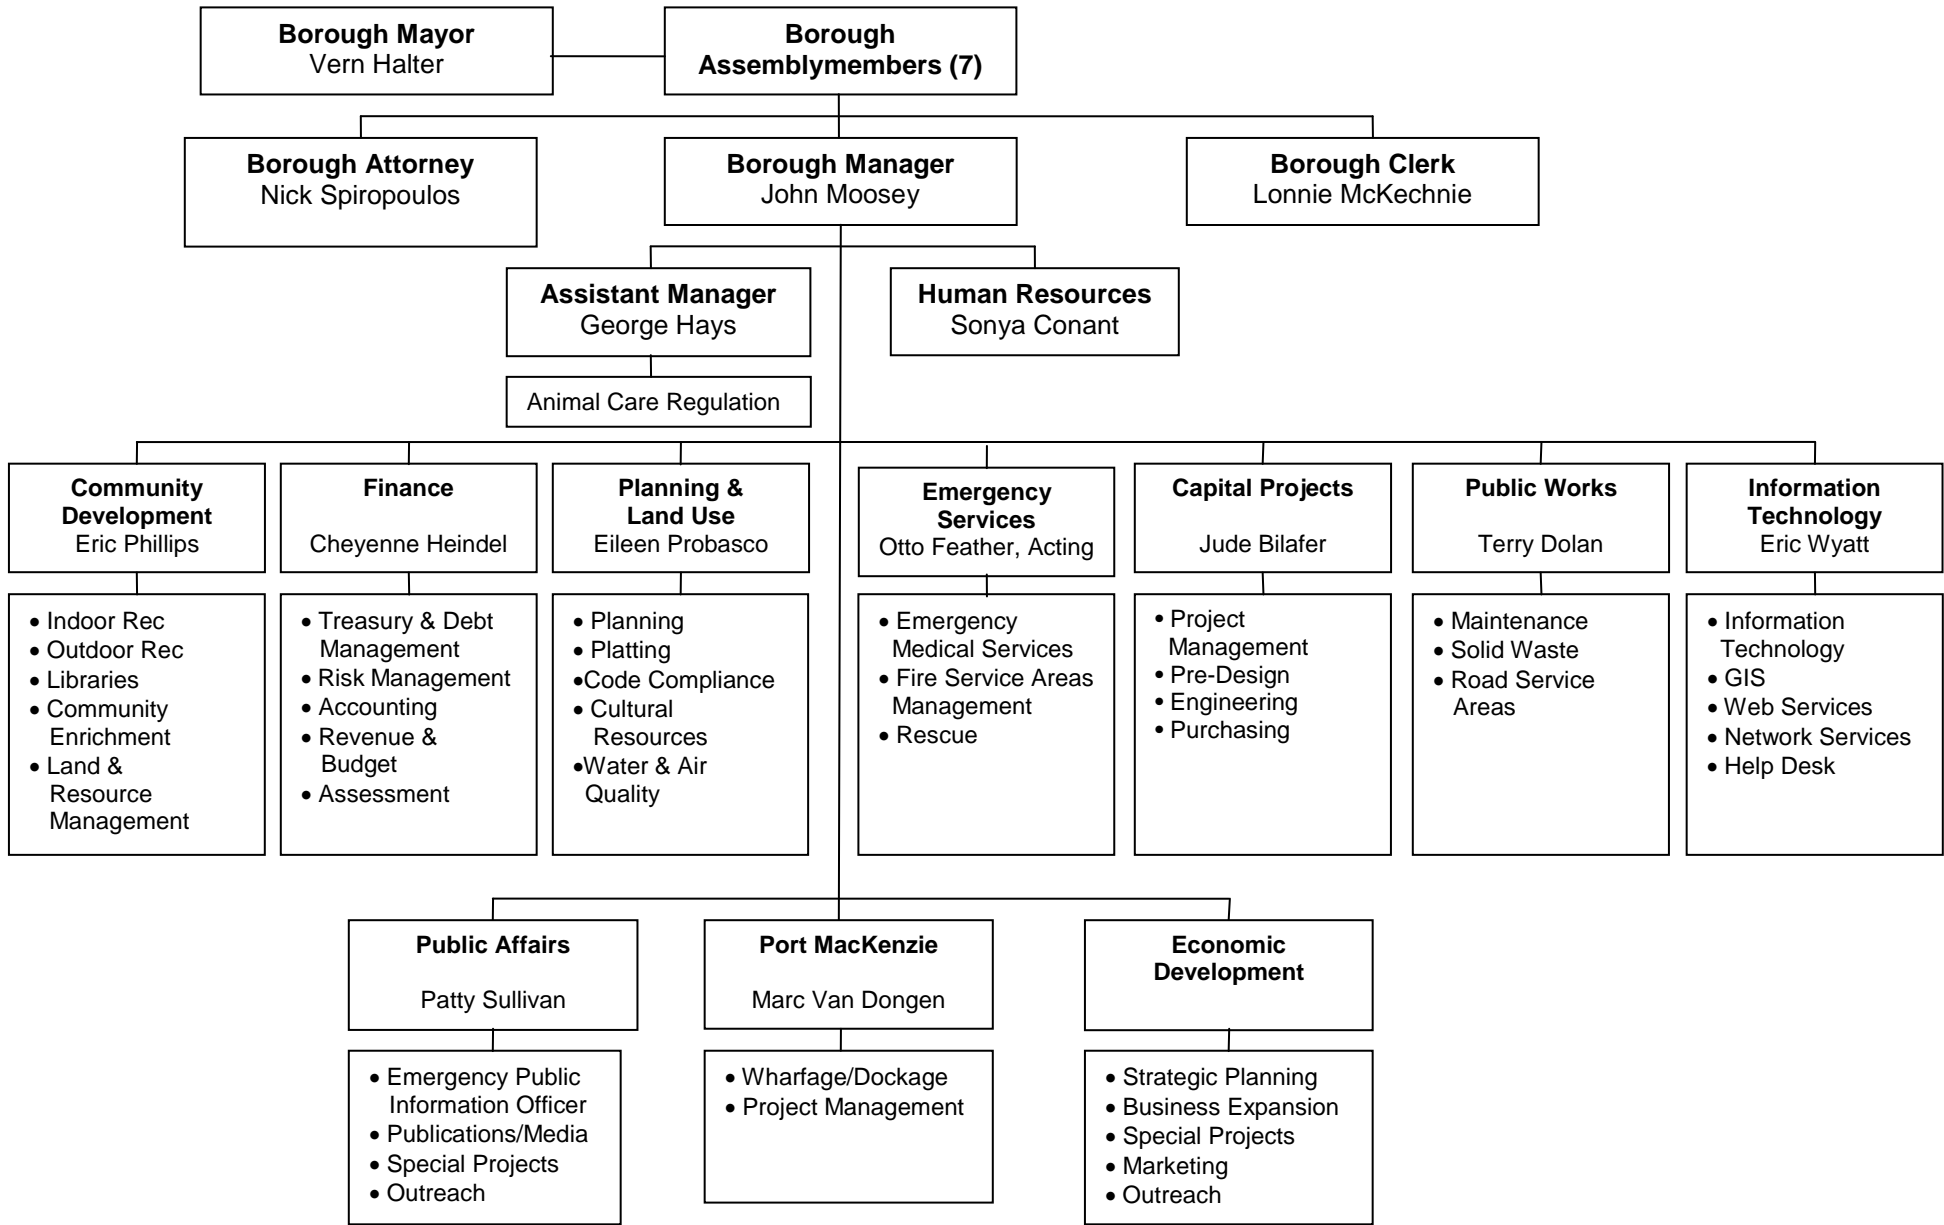 Borough Mayor
Vern Halter
Borough
Assemblymembers (7)
Borough Attorney
Nick Spiropoulos
Borough Manager
John Moosey
Borough Clerk
Lonnie McKechnie
Assistant Manager
George Hays
Human Resources
Sonya Conant
Animal Care Regulation
Community
Development
Eric Phillips
Finance
Cheyenne Heindel
Planning &
Land Use
Eileen Probasco
Emergency
Services
Otto Feather, Acting
Capital Projects
Jude Bilafer
Public Works
Terry Dolan
Information
Technology
Eric Wyatt
• Indoor Rec
• Outdoor Rec
• Libraries
• Community
Enrichment
• Land &
Resource
Management
• Treasury & Debt
Management
• Risk Management
• Accounting
• Revenue &
Budget
• Assessment
• Planning
• Platting
•Code Compliance
• Cultural
Resources
•Water & Air
Quality
• Emergency
Medical Services
• Fire Service Areas
Management
• Rescue
• Project
Management
• Pre-Design
• Engineering
• Purchasing
• Maintenance
• Solid Waste
• Road Service
Areas
• Information
Technology
• GIS
• Web Services
• Network Services
• Help Desk
Public Affairs
Patty Sullivan
Port MacKenzie
Marc Van Dongen
Economic
Development
• Emergency Public
Information Officer
• Publications/Media
• Special Projects
• Outreach
• Wharfage/Dockage
• Project Management
• Strategic Planning
• Business Expansion
• Special Projects
• Marketing
• Outreach